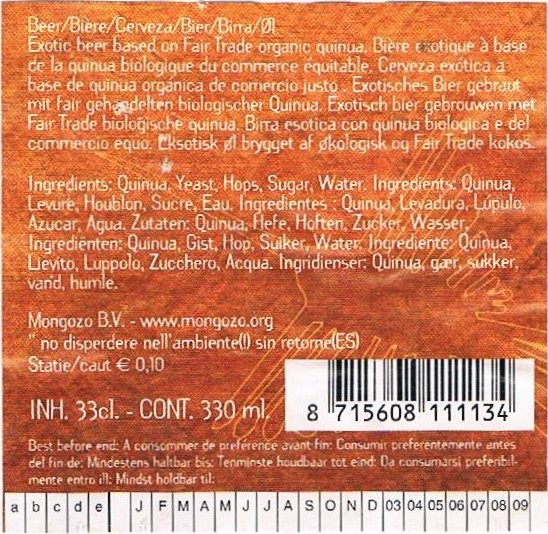 Beer/Bière/Cerveza/Bier/Birra/Øl
Exotic beer based on Fair Trade organic quinua. Bière exotique à base
de la quinua biologique du commerce équitable. Cerveza exótica a
base de quinua organica de comercio justo . Exotisches Bier gebraut
mit fair gehandelten biologischer Quinua. Exotisch bier gebrouwen met
Fair Trade biologische quinua. Birra esotica con quinua biologica e del
commercio equo. Eksotisk øl brygget af økologisk og Fair Trade kokos.
Ingredients: Quinua, Yeast, Hops, Sugar, Water. Ingredients: Quinua,
Levure, Houblon, Sucre, Eau. Ingredientes : Quinua, Levadura, Lúpulo,
Azucar, Agua. Zutaten: Quinua, Hefe, Hoften, Zucker, Wasser.
Ingrediënten: Quinua, Gist, Hop, Suiker, Water. Ingrediente: Quinua,
Lievito, Luppolo, Zucchero, Acqua. Ingridienser: Quinua, gær, sukker,
vand, humle.
Mongozo B.V. - www.mongozo.org
" no disperdere nell'ambiente(I) sin retorne(ES)
Statie/caut € 0,10
INH. 33cl. - CONT. 330 ml.
8 715608 111134
Best before end: A consommer de preférence avant fin: Consumir preferentemente antes
del fin de: Mindestens haltbar bis: Tenminste houdbaar tot eind: Da consumarsi preferibil-
mente entro il: Mindst holdbar til:
a b c d e J F M A M J J A S O N D 03 04 05 06 07 08 09